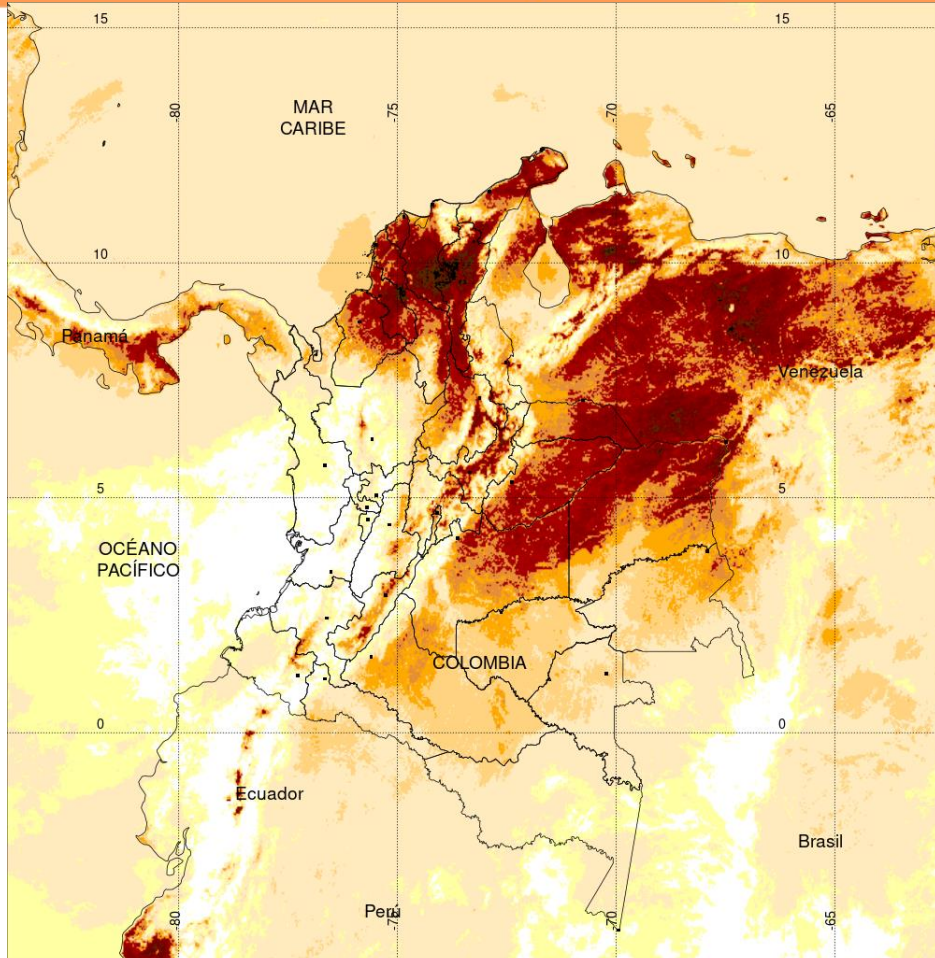 15
15
-80
-75
-70
-65
MAR
CARIBE
10
10
Panamá
Venezuela
5
5
OCÉANO
PACÍFICO
COLOMBIA
0
0
Ecuador
Brasil
Perú
-80
-75
-70
-65